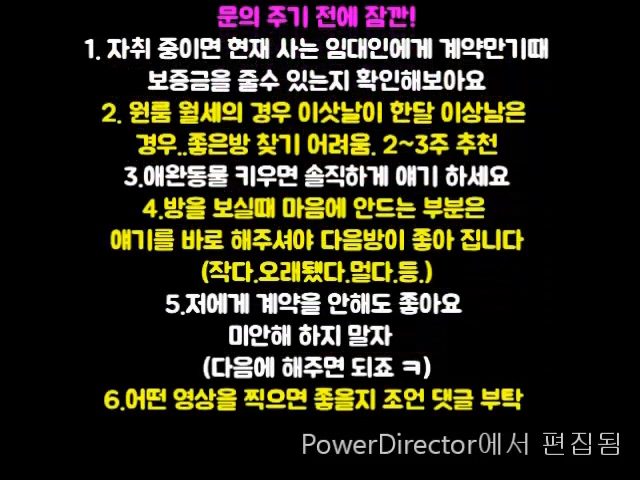 문의 주기 전에 잠깐!
1. 자취 중이면 현재 사는 임대인에게 계약만기때
보증금을 줄수 있는지 확인해보아요
2. 원룸 월세의 경우 이삿날이 한달 이상남은
경우..좋은방 찾기 어려움. 2~3주 추천
3.애완동물 키우면 솔직하게 얘기 하세요
4.방을 보실때 마음에 안드는 부분은
얘기를 바로 해주셔야 다음방이 좋아 집니다
(작다.오래됐다.멀다.등.)
5.저에게 계약을 안해도 좋아요
미안해 하지 말자
(다음에 해주면 되죠 ㅋ)
6.어떤 영상을 찍으면 좋을지 조언 댓글 부탁
PowerDirector에서 편집됨